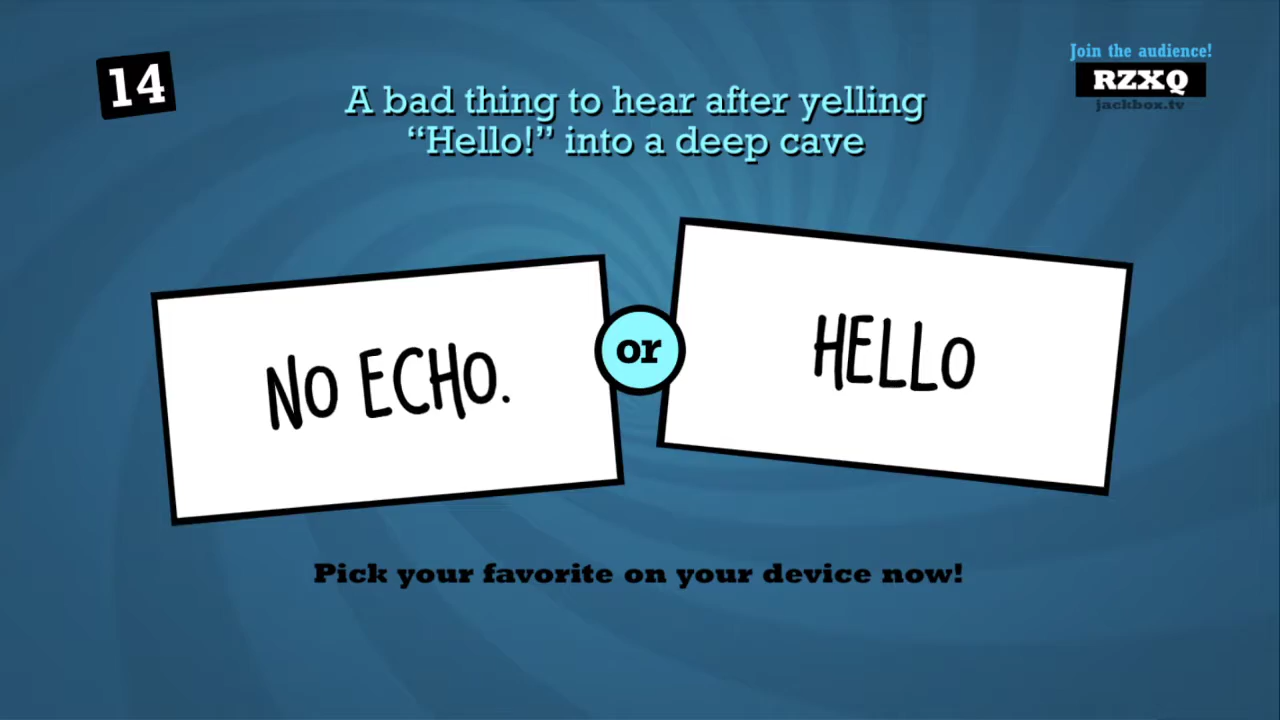 14
Join the audience!
RZXQ
jackbox.tv
A bad thing to hear after yelling
“Hello!” into a deep cave
NO ECHO.
or
HELLO
Pick your favorite on your device now!